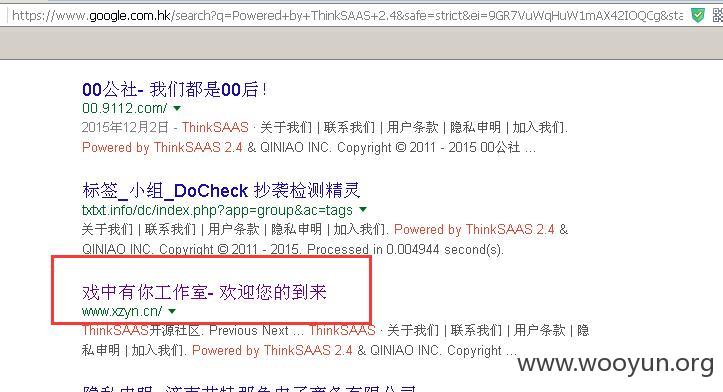 https://www.google.com.hk/search?q=Powered+by+ThinkSAAS+2.4&safe=strict&ei=9GR7VuWqHuW1mAX42IOQCg&sta
00公社- 我们都是00后!
00.9112.com/
2015年12月2日 - ThinkSAAS · 关于我们 | 联系我们 | 用户条款 | 隐私申明 | 加入我们.
Powered by ThinkSAAS 2.4 & QINIAO INC. Copyright © 2011 - 2015 00公社 ...
标签_小组_DoCheck 抄袭检测精灵
txtxt.info/dc/index.php?app=group&ac=tags
关于我们 | 联系我们 | 用户条款 | 隐私申明 | 加入我们. Powered by ThinkSAAS 2.4 &
QINIAO INC. Copyright © 2011 - 2015. Processed in 0.004944 second(s).
戏中有你工作室- 欢迎您的到来
www.xzyn.cn/
ThinkSAAS开源社区. Previous Next ... ThinkSAAS · 关于我们 | 联系我们 | 用户条款 | 隐
私申明 | 加入我们. Powered by ThinkSAAS 2.4 & QINIAO INC. Copyright © 2011 -
www.wooyun.org